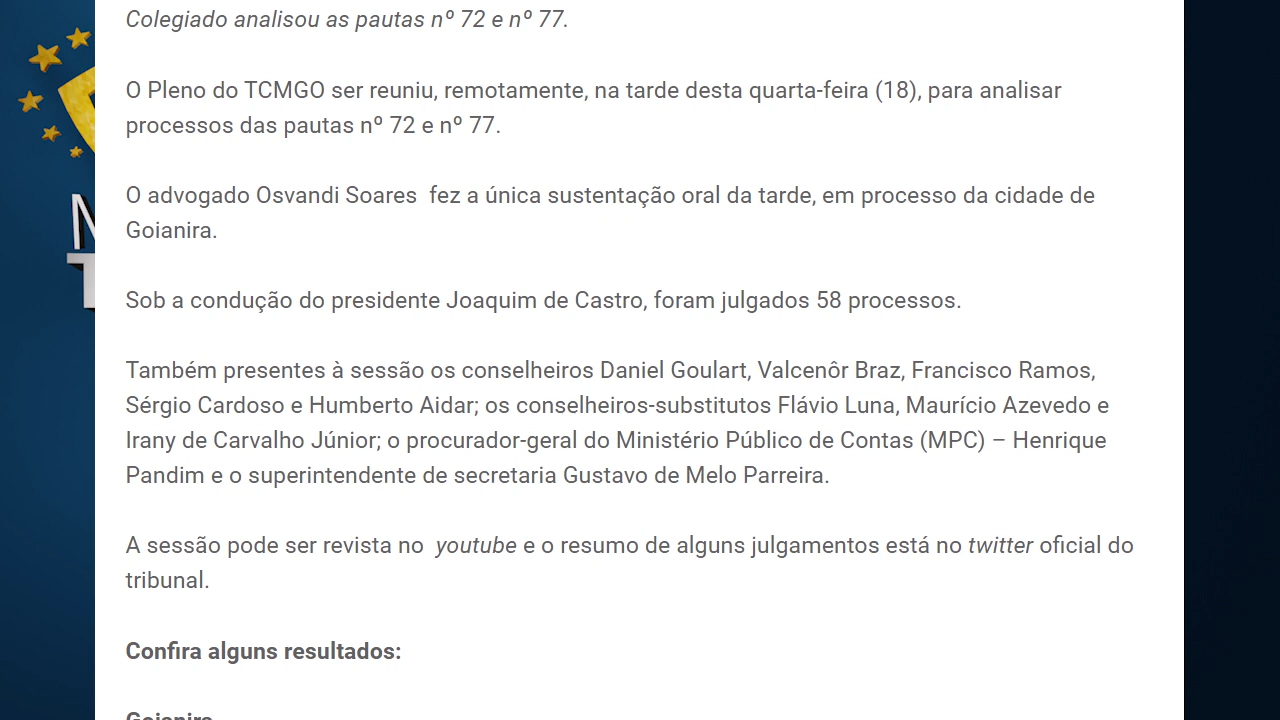 Colegiado analisou as pautas nº 72 e nº 77.
O Pleno do TCMGO ser reuniu, remotamente, na tarde desta quarta-feira (18), para analisar
processos das pautas nº 72 e nº 77.
O advogado Osvandi Soares  fez a única sustentação oral da tarde, em processo da cidade de
Goianira.
Sob a condução do presidente Joaquim de Castro, foram julgados 58 processos.
Também presentes à sessão os conselheiros Daniel Goulart, Valcenôr Braz, Francisco Ramos,
Sérgio Cardoso e Humberto Aidar; os conselheiros-substitutos Flávio Luna, Maurício Azevedo e
Irany de Carvalho Júnior; o procurador-geral do Ministério Público de Contas (MPC) – Henrique
Pandim e o superintendente de secretaria Gustavo de Melo Parreira.
A sessão pode ser revista no  youtube e o resumo de alguns julgamentos está no twitter oficial do
tribunal.
Confira alguns resultados:
Goianira